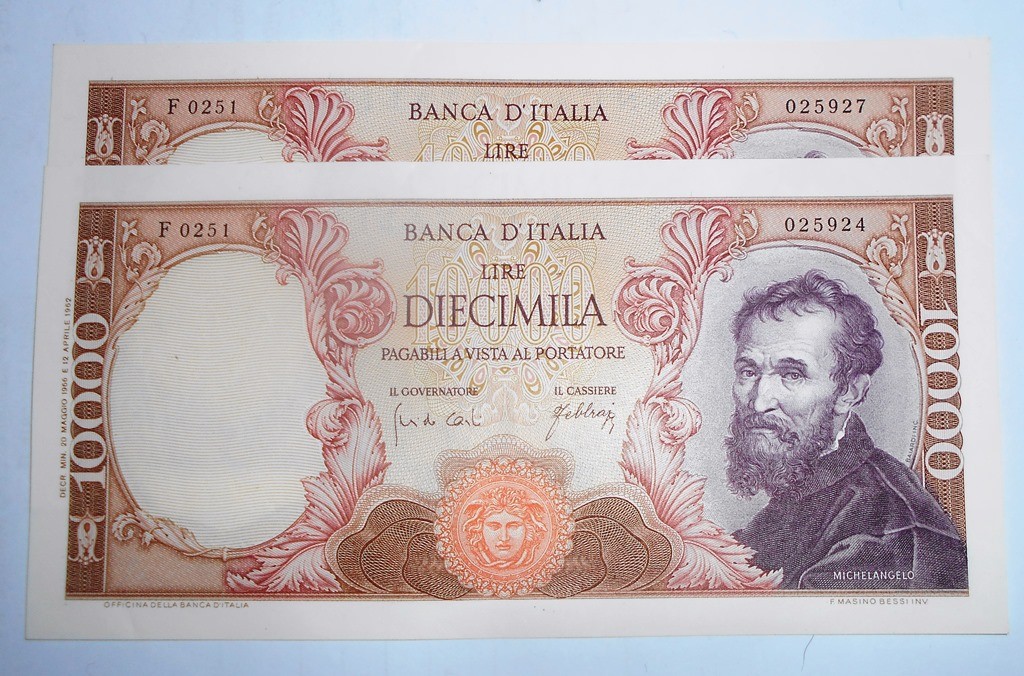 F 0251
BANCA D'ITALIA
025927
LIRE
F 0251
BANCA D'ITALIA
025924
LIRE
DIECIMILA
PAGABILI A VISTA AL PORTATORE
IL GOVERNATORE
IL CASSIERE
10000
10000
DECR. MIN. 20 MAGGIO 1966 E 12 APRILE 1962
MICHELANGELO
OFFICINA DELLA BANCA D'ITALIA
F. MASINO BESSI INV.